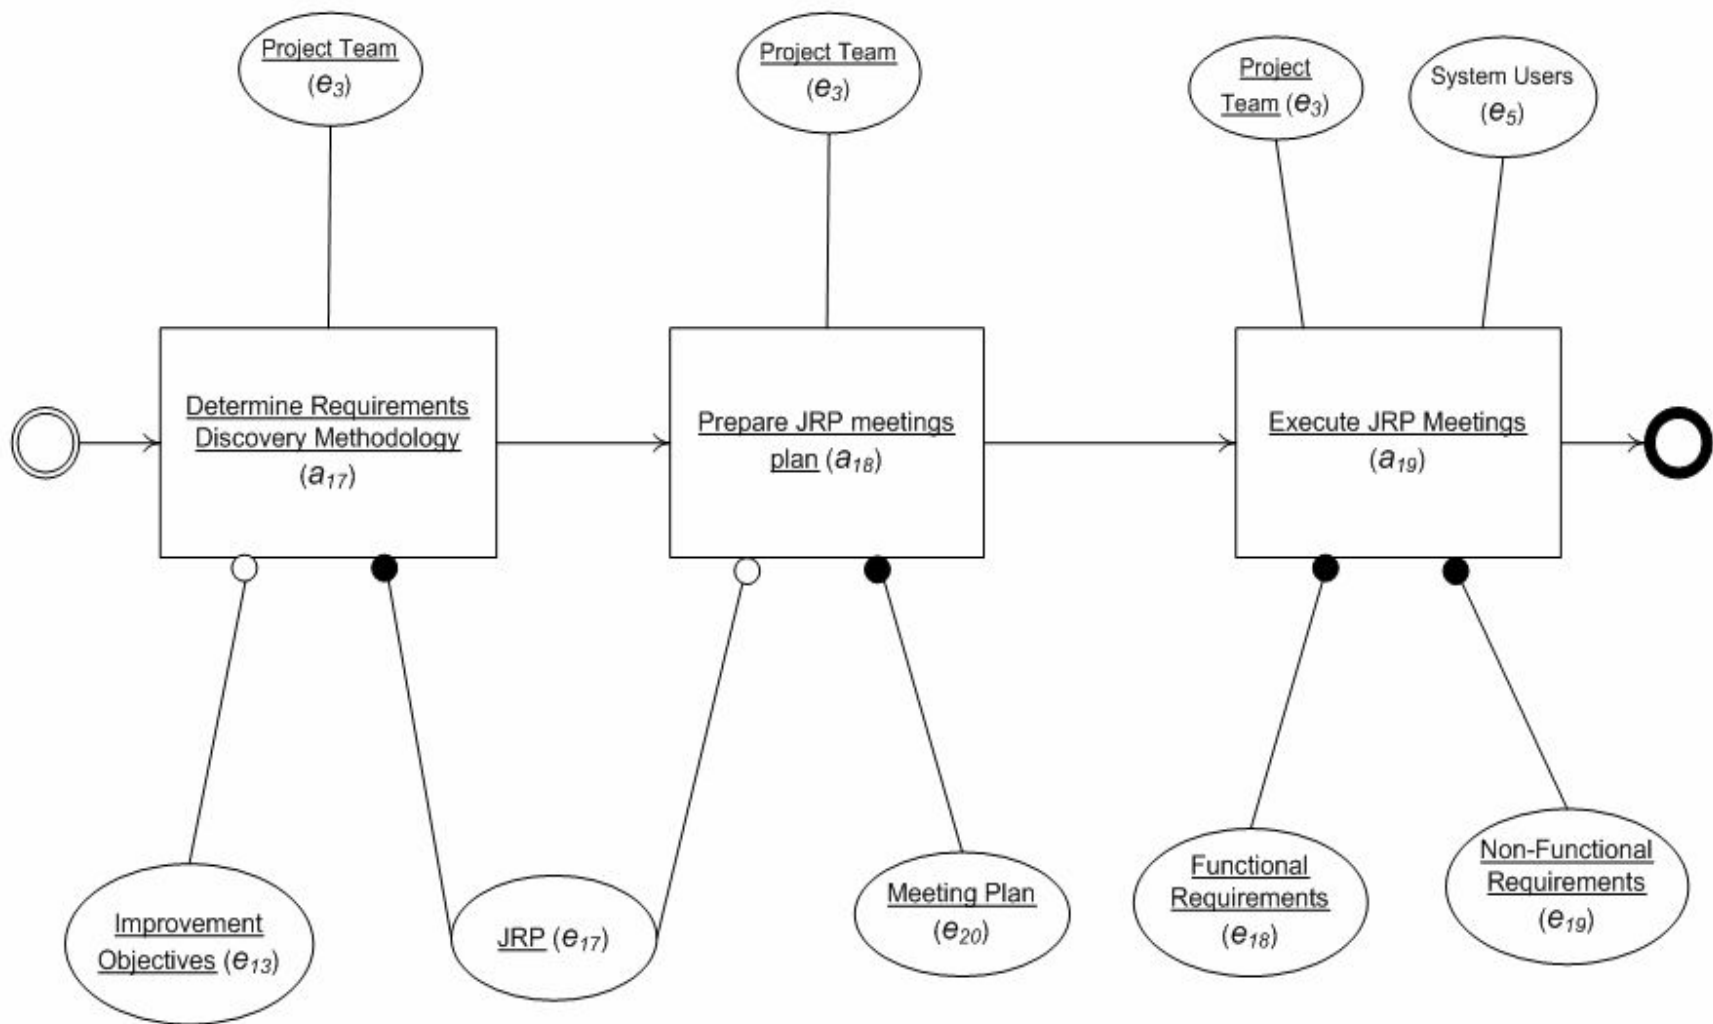 Project Team
(e3)
Project Team
(e3)
Project
Team (e3)
System Users
(e5)
Determine Requirements
Discovery Methodology
(a17)
Prepare JRP meetings
plan (a18)
Execute JRP Meetings
(a19)
Improvement
Objectives (e13)
JRP (e17)
Meeting Plan
(e20)
Functional
Requirements
(e18)
Non-Functional
Requirements
(e19)